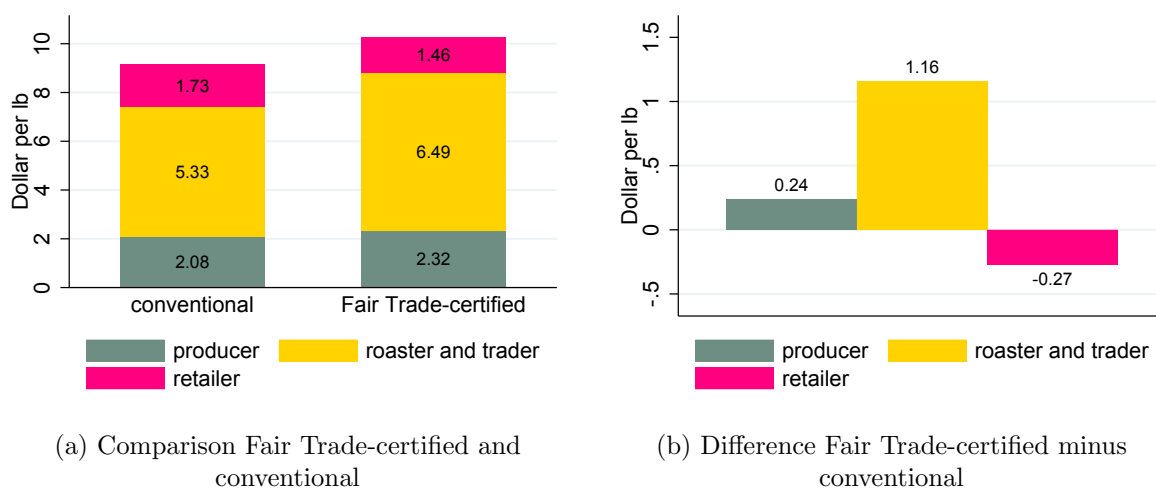 Dollar per lb
10
8
6
4
2
0
1.73
5.33
2.08
1.46
6.49
2.32
conventional
Fair Trade-certified
producer
roaster and trader
retailer
(a) Comparison Fair Trade-certified and
conventional
Dollar per lb
1.5
1
.5
0
-.5
0.24
1.16
-0.27
producer
roaster and trader
retailer
(b) Difference Fair Trade-certified minus
conventional